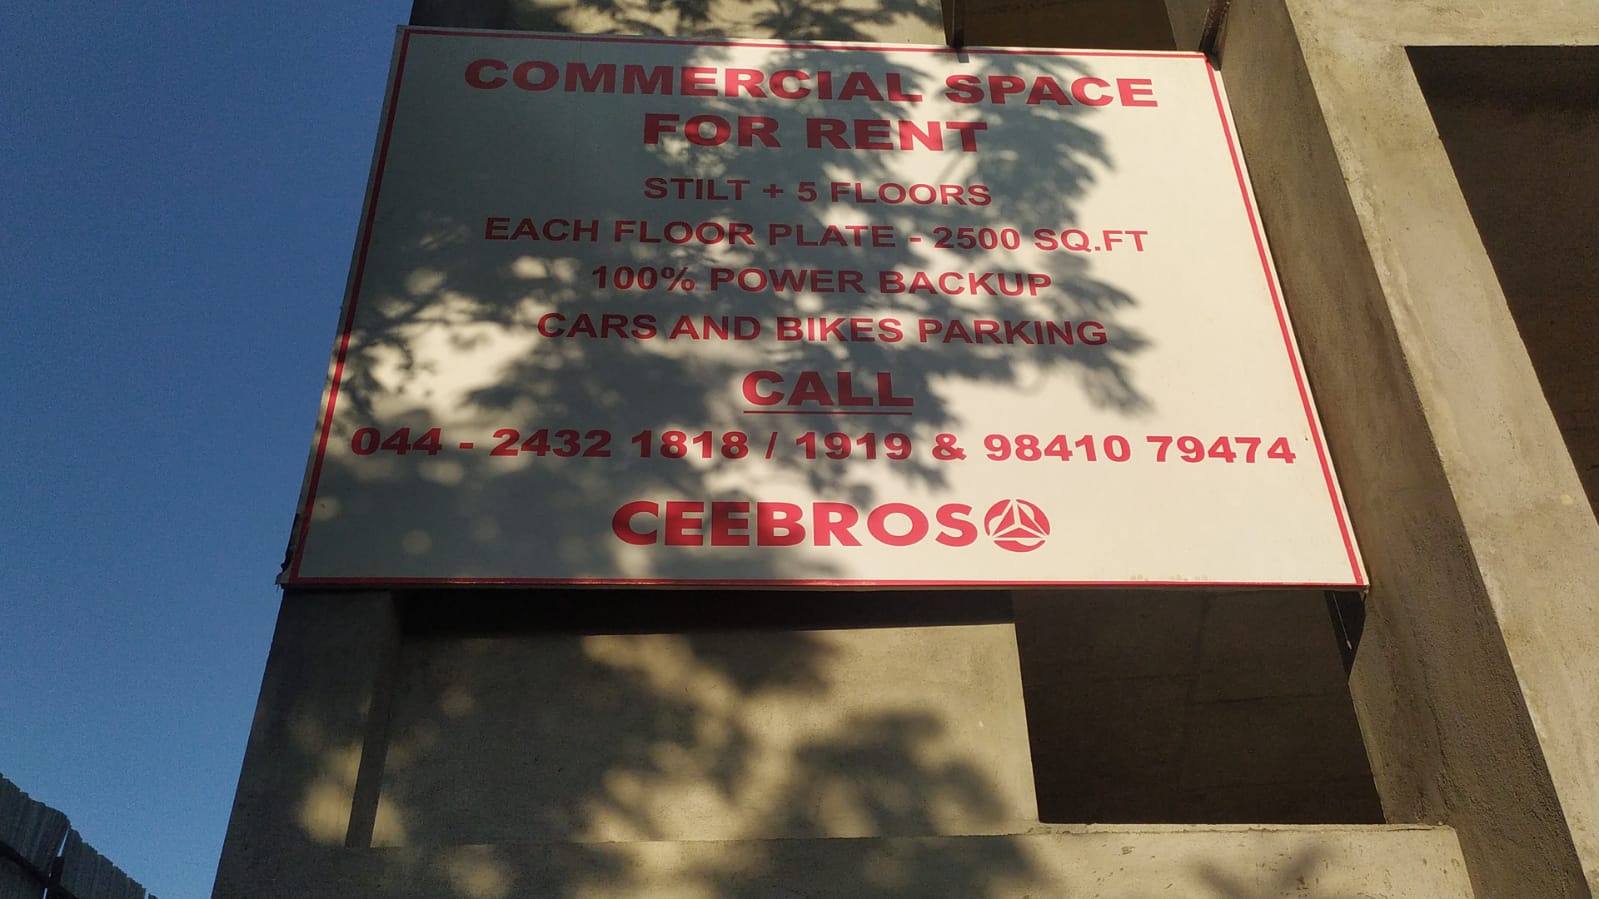 COMMERCIAL SPACE
FOR RENT
STILT + 5 FLOORS
EACH FLOOR PLATE - 2500 SQ.FT
100% POWER BACKUP
CARS AND BIKES PARKING
CALL
044 - 2432 1818 / 1919 & 98410 79474
CEEBROS